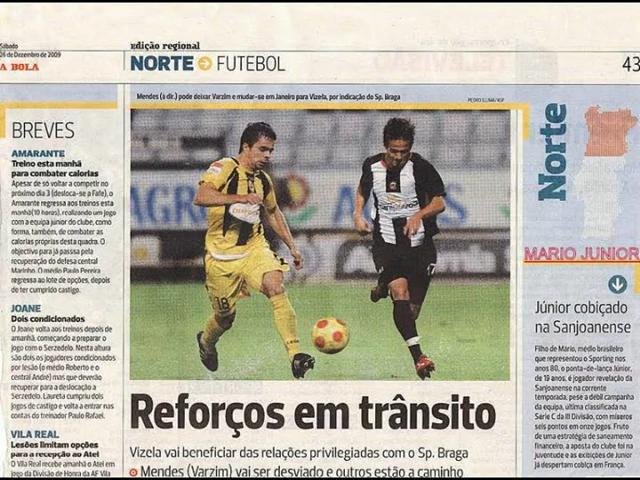 Sábado
26 de Dezembro de 2009
A BOLA
Edição regional
NORTE FUTEBOL
43
Mendes (à dir.) pode deixar Varzim e mudar-se em Janeiro para Vizela, por indicação do Sp. Braga
BREVES
AMARANTE
Treino esta manhã
para combater calorias
Apesar de só voltar a competir no
próximo dia 3 (desloca-se a Fafe), o
Amarante regressa aos treinos esta
manhã (10 horas), realizando um jogo
com a equipa júnior do clube, como
forma, também, de combater as
calorias próprias desta quadra. O
objectivo para já passa pela
recuperação do defesa central
Marinho. O médio Paulo Pereira
regressa ao lote de opções, depois de
ter cumprido castigo.
JOANE
Dois condicionados
O Joane volta aos treinos depois de
amanhã, começando a preparar o
jogo com o Serzedelo. Nesta altura
são dois os jogadores condicionados
por lesão (o médio Roberto e o
central André) mas que deverão
recuperar para a deslocação a
Serzedelo. Laureta cumpriu dois
jogos de castigo e volta a entrar nas
contas do treinador Paulo Rafael.
VILA REAL
Lesões limitam opções
para a recepção ao Atei
O Vila Real recebe amanhã o Atei em
jogo da Divisão de Honra da AF Vila
Reforços em trânsito
Vizela vai beneficiar das relações privilegiadas com o Sp. Braga
Mendes (Varzim) vai ser desviado e outros estão a caminho
Norte
MARIO JUNIOR
Júnior cobiçado
na Sanjoanense
Filho de Mário, médio brasileiro
que representou o Sporting nos
anos 80, o ponta-de-lança Júnior,
de 19 anos, é jogador revelação da
Sanjoanense na corrente
temporada, pese a débil campanha
da equipa, última classificada na
Série C da III Divisão, com míseros
seis pontos em onze jogos. Fruto
de uma estratégia de saneamento
financeiro, a aposta do clube foi na
juventude e as exibições de Júnior
já despertam cobiça em França.